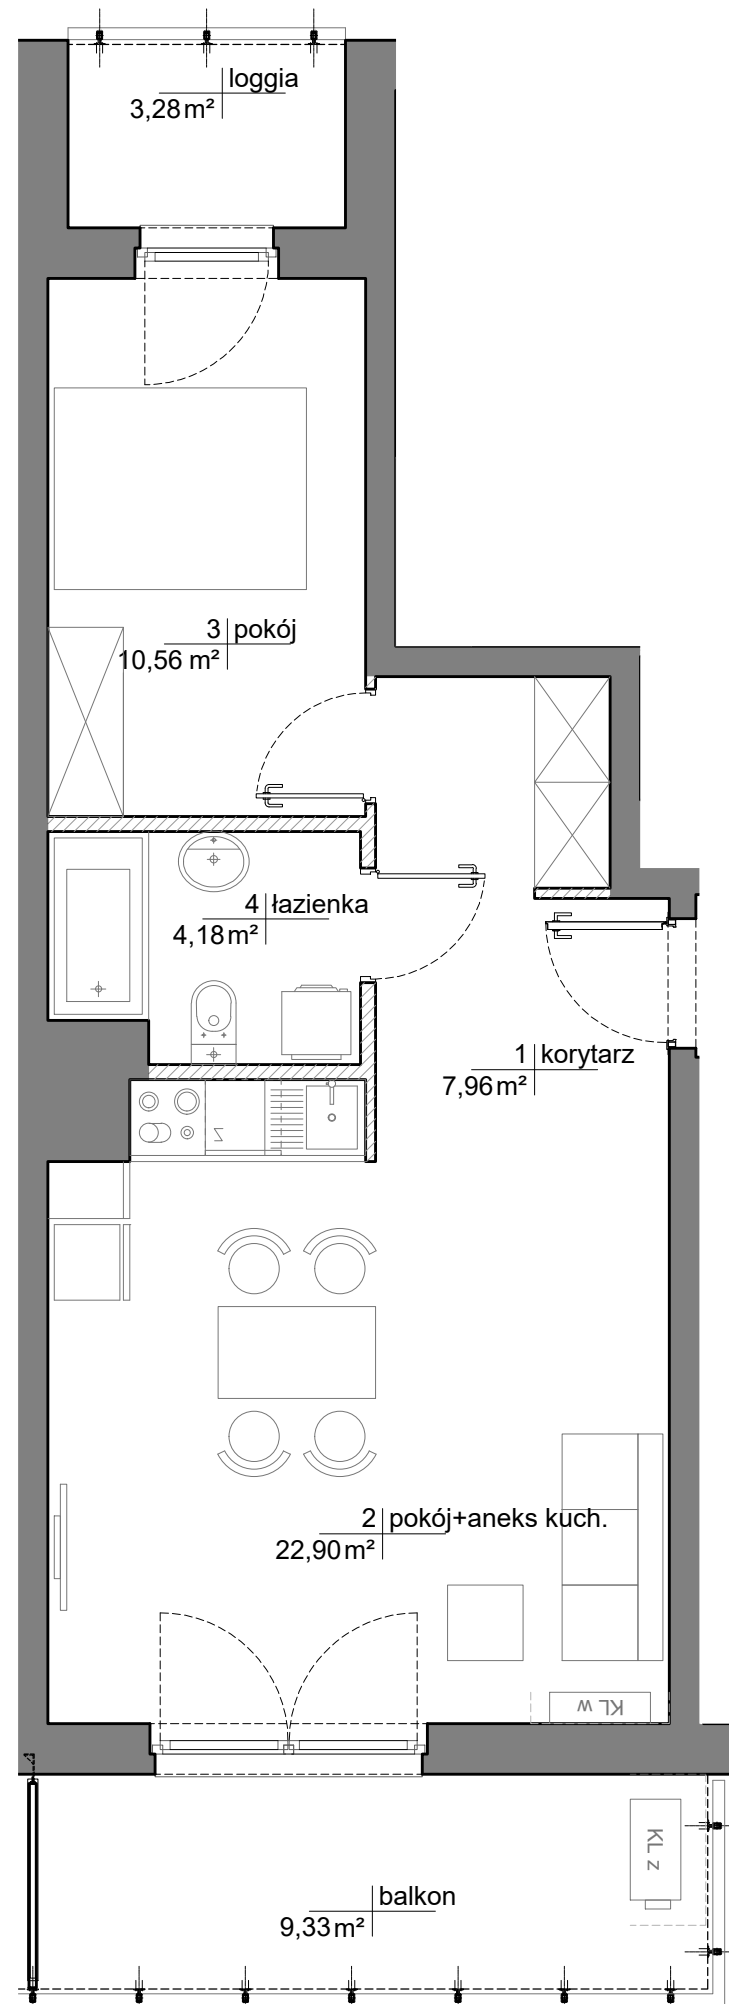 loggia
3,28 m²
3 pokój
10,56 m²
4 łazienka
4,18 m²
1 korytarz
7,96 m²
2 pokój+aneks kuch.
22,90 m²
KL w
KL z
balkon
9,33 m²